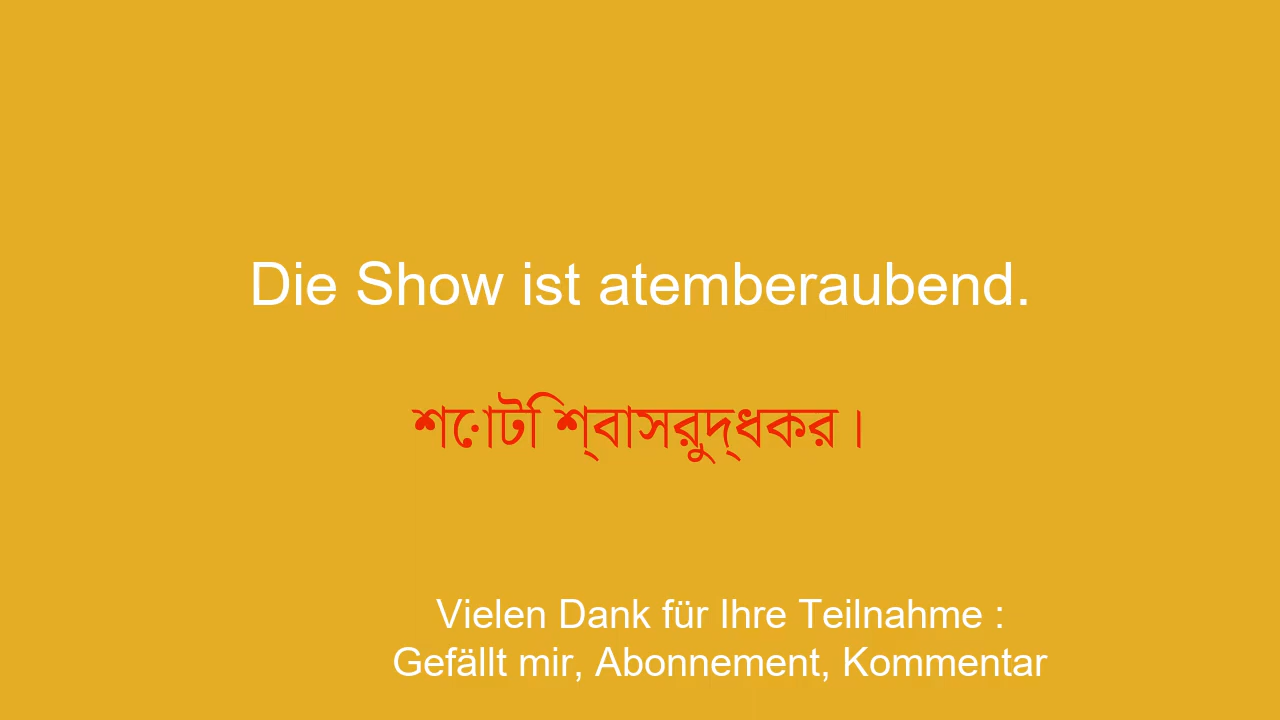 Die Show ist atemberaubend.
শোটি শ্বাসরুদ্ধকর।
Vielen Dank für Ihre Teilnahme :
Gefällt mir, Abonnement, Kommentar